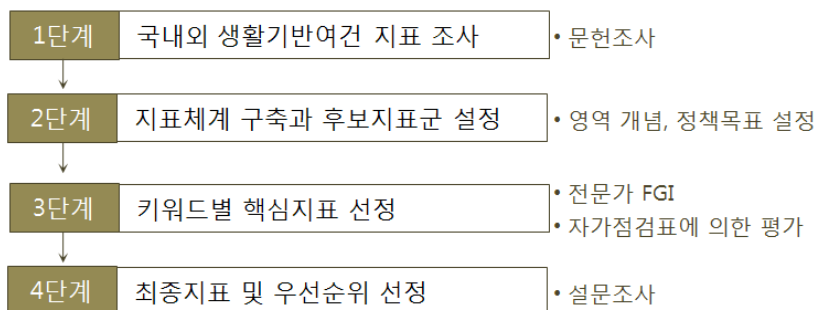 1단계 국내외 생활기반여건 지표 조사 • 문헌조사
2단계 지표체계 구축과 후보지표군 설정 • 영역 개념, 정책목표 설정
3단계 키워드별 핵심지표 선정 • 전문가 FGI
• 자가점검표에 의한 평가
4단계 최종지표 및 우선순위 선정 • 설문조사